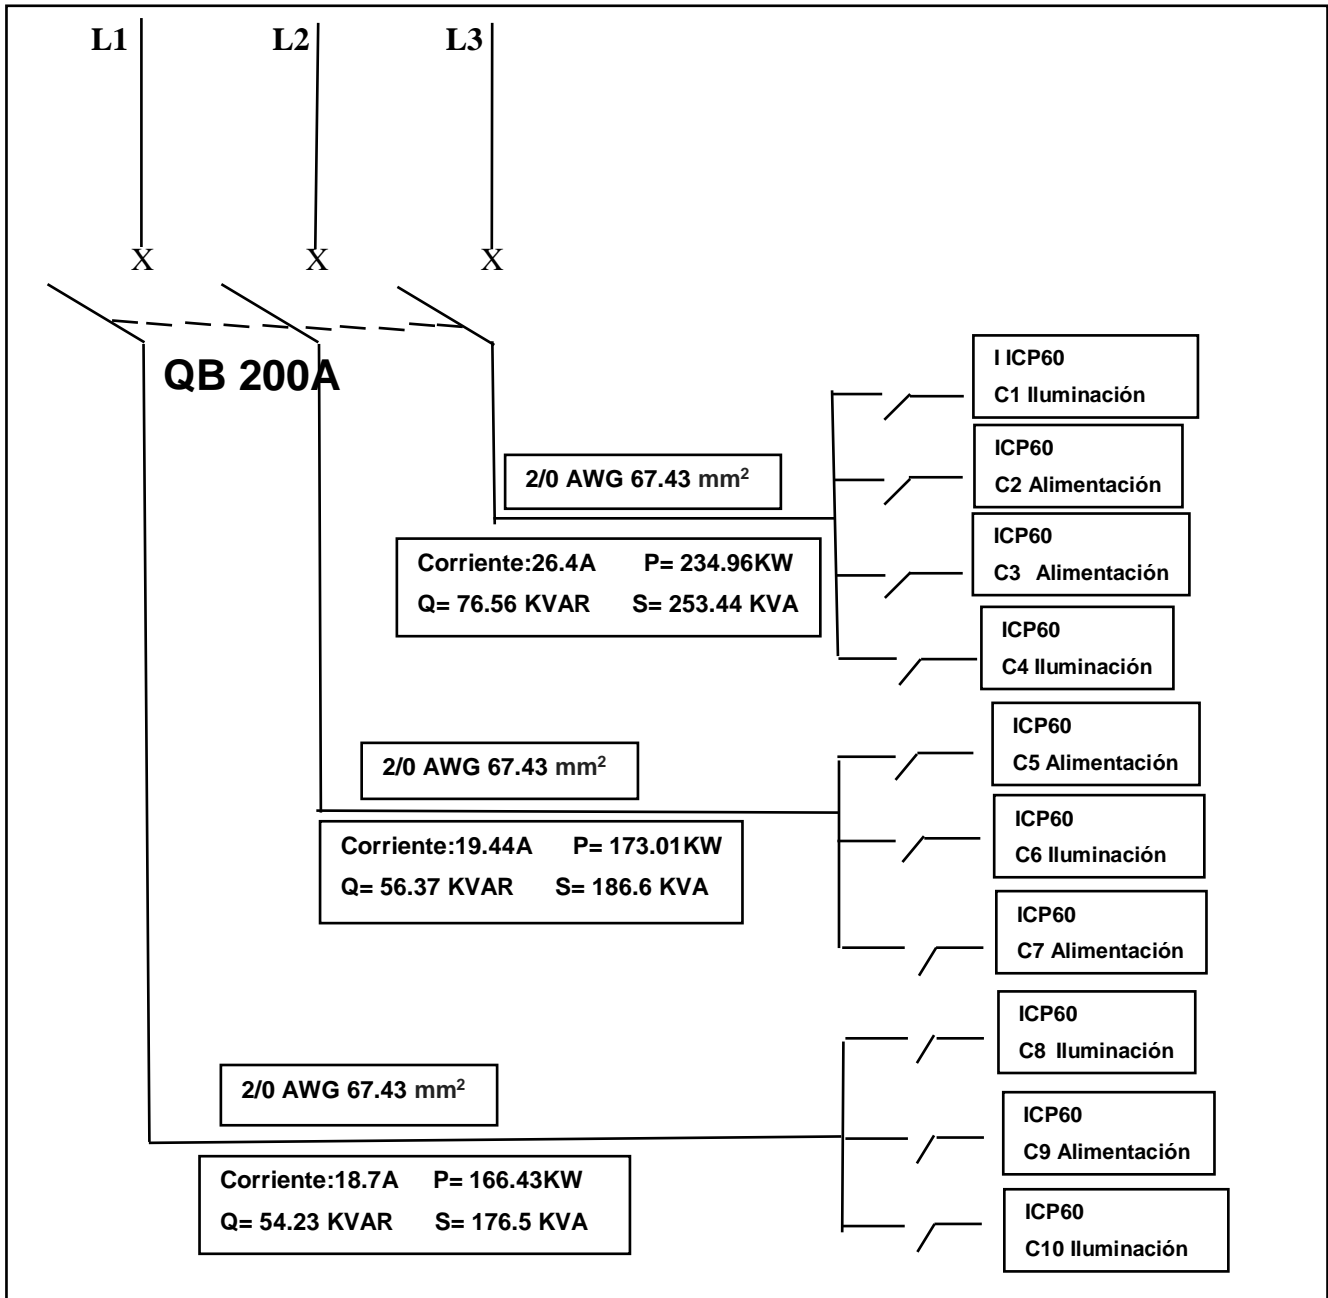 L1 L2 L3
X X X
QB 200A
I ICP60
C1 Iluminación
ICP60
C2 Alimentación
2/0 AWG 67.43 mm²
ICP60
C3 Alimentación
Corriente:26.4A P= 234.96KW
Q= 76.56 KVAR S= 253.44 KVA
ICP60
C4 Iluminación
ICP60
C5 Alimentación
2/0 AWG 67.43 mm²
ICP60
C6 Iluminación
Corriente:19.44A P= 173.01KW
Q= 56.37 KVAR S= 186.6 KVA
ICP60
C7 Alimentación
ICP60
C8 Iluminación
2/0 AWG 67.43 mm²
ICP60
C9 Alimentación
Corriente:18.7A P= 166.43KW
Q= 54.23 KVAR S= 176.5 KVA
ICP60
C10 Iluminación